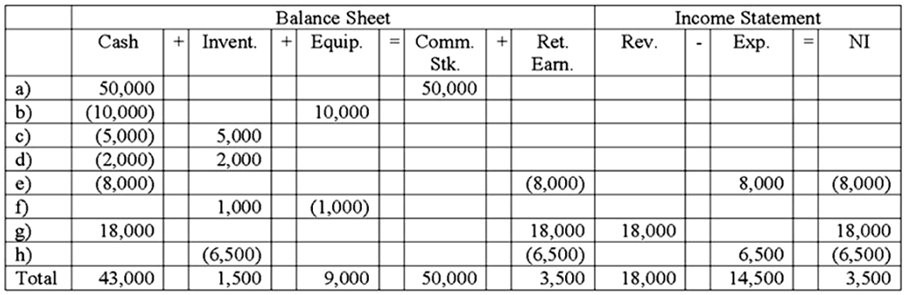 Balance Sheet Income Statement
Cash + Invent. + Equip. = Comm. Stk. + Ret. Earn. Rev. - Exp. = NI
a) 50,000 50,000
b) (10,000) 10,000
c) (5,000) 5,000
d) (2,000) 2,000
e) (8,000) (8,000) 8,000 (8,000)
f) 1,000 (1,000)
g) 18,000 18,000 18,000 18,000
h) (6,500) (6,500) 6,500 (6,500)
Total 43,000 1,500 9,000 50,000 3,500 18,000 14,500 3,500